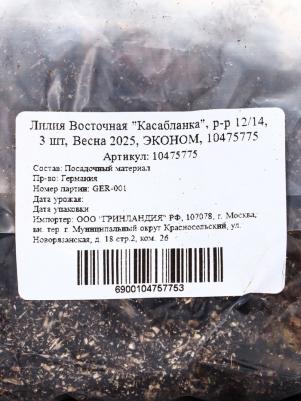 Лилия Восточная "Касабланка", р-р 12/14,
3 шт, Весна 2025, ЭКОНОМ, 10475775
Артикул: 10475775
Состав: Посадочный материал
Пр-во: Германия
Номер партии: GER-001
Дата урожая:
Дата упаковки
Импортер: ООО "ГРИНЛАНДИЯ" РФ, 107078, г. Москва,
вн. тер. г. Муниципальный округ Красносельский, ул.
Новорязанская, д. 18 стр.2, ком. 26
6900104757753